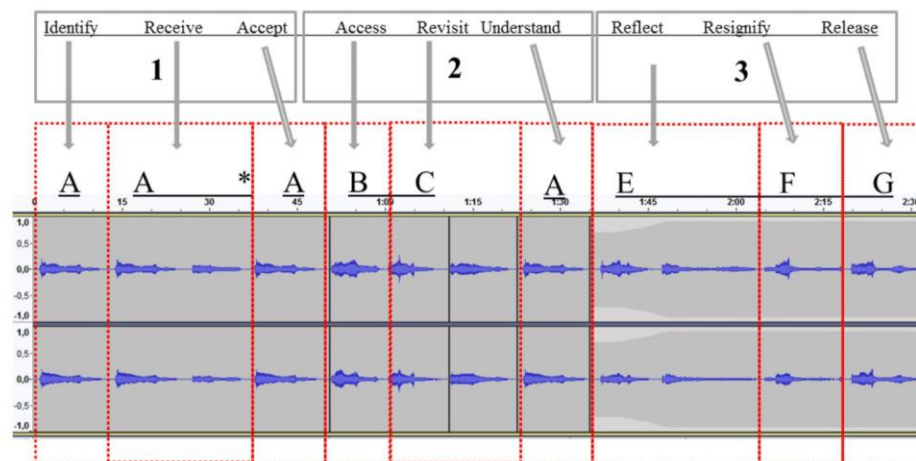 Identify Receive Accept Access Revisit Understand Reflect Resignify Release
1 2 3
A A * A B C A E F G
0 15 30 45 1:00 1:15 1:30 1:45 2:00 2:15 2:30
1,0
0,5
0,0
-0,5
-1,0
1,0
0,5
0,0
-0,5
-1,0